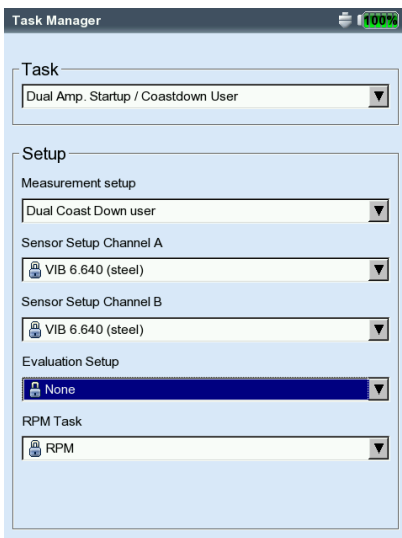 Task Manager
100%
Task
Dual Amp. Startup / Coastdown User
Setup
Measurement setup
Dual Coast Down user
Sensor Setup Channel A
VIB 6.640 (steel)
Sensor Setup Channel B
VIB 6.640 (steel)
Evaluation Setup
None
RPM Task
RPM